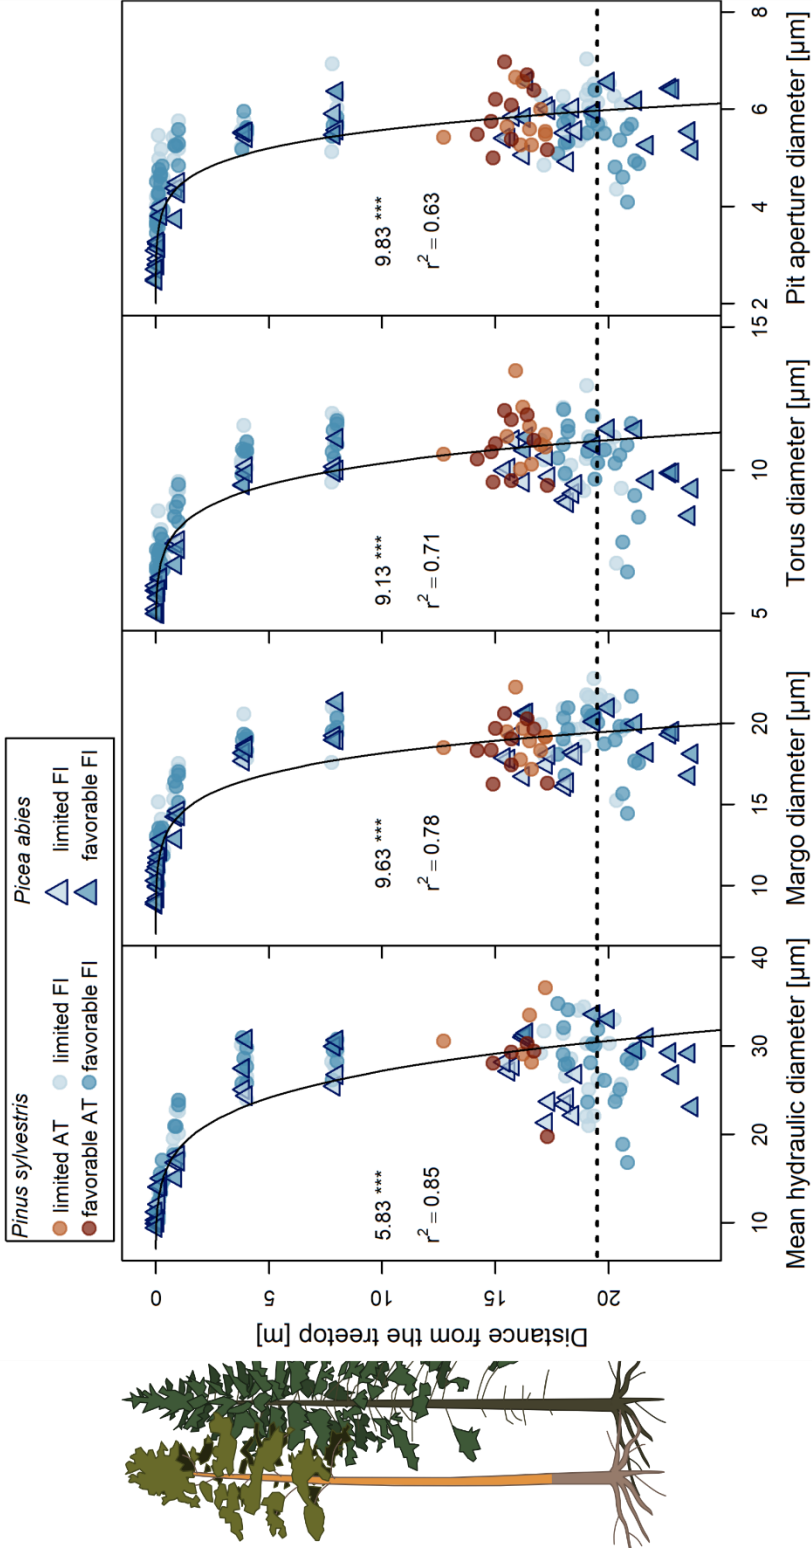 Pinus sylvestris
Picea abies
limited AT
limited FI
limited FI
favorable AT
favorable FI
favorable FI
Distance from the treetop [m]
0
5
10
15
20
5.83 ***
r² = 0.85
10
20
30
40
Mean hydraulic diameter [µm]
9.63 ***
r² = 0.78
10
15
20
Margo diameter [µm]
9.13 ***
r² = 0.71
5
10
15
Torus diameter [µm]
9.83 ***
r² = 0.63
2
4
6
8
Pit aperture diameter [µm]